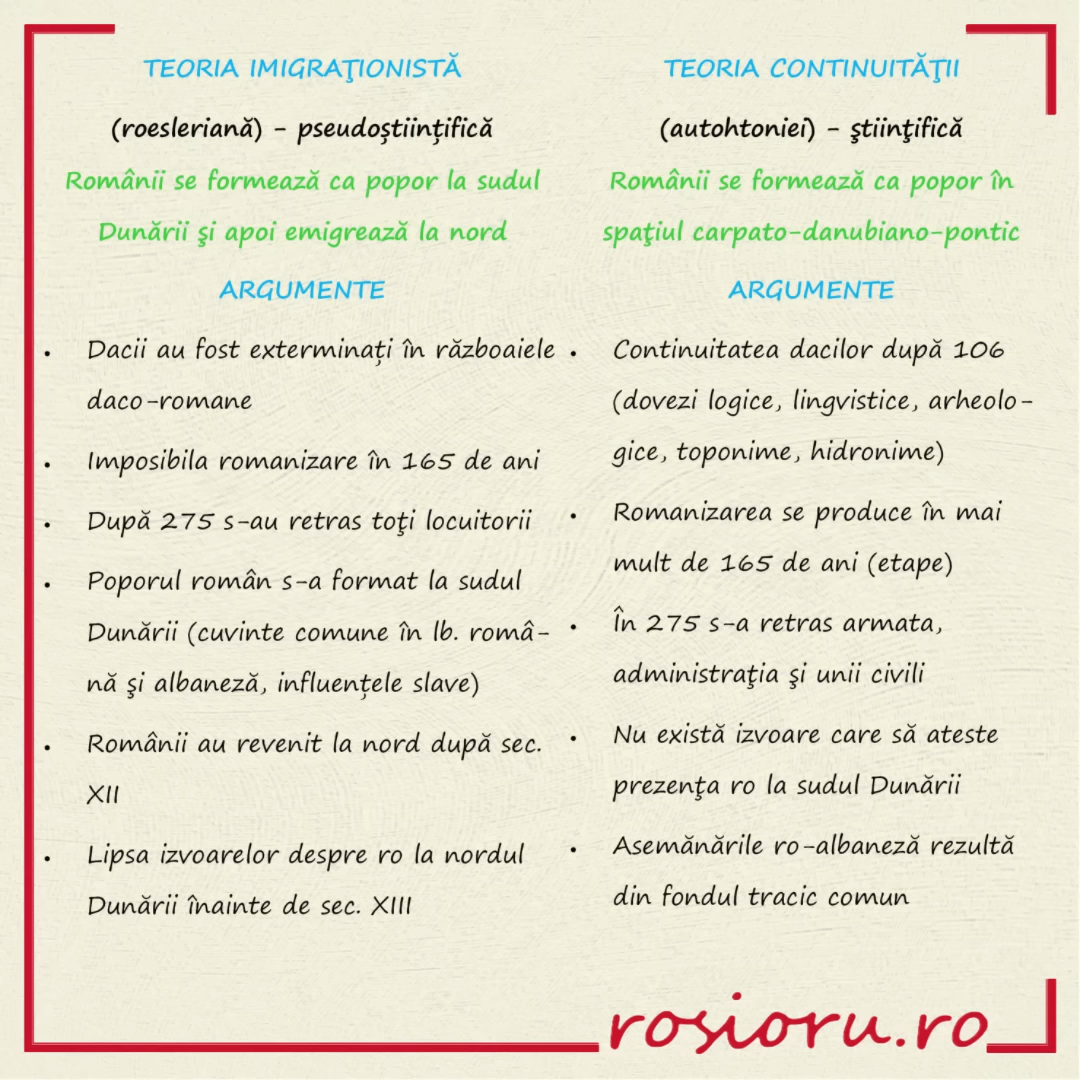 TEORIA IMIGRAŢIONISTĂ
(roesleriană) - pseudoștiințifică
Românii se formează ca popor la sudul
Dunării şi apoi emigrează la nord
ARGUMENTE
• Dacii au fost exterminați în războaiele
daco-romane
• Imposibila romanizare în 165 de ani
• După 275 s-au retras toţi locuitorii
• Poporul român s-a format la sudul
Dunării (cuvinte comune în lb. româ-
nă şi albaneză, influențele slave)
• Românii au revenit la nord după sec.
XII
• Lipsa izvoarelor despre ro la nordul
Dunării înainte de sec. XIII
TEORIA CONTINUITĂŢII
(autohtoniei) - ştiinţifică
Românii se formează ca popor în
spaţiul carpato-danubiano-pontic
ARGUMENTE
• Continuitatea dacilor după 106
(dovezi logice, lingvistice, arheolo-
gice, toponime, hidronime)
• Romanizarea se produce în mai
mult de 165 de ani (etape)
• În 275 s-a retras armata,
administraţia şi unii civili
• Nu există izvoare care să ateste
prezenţa ro la sudul Dunării
• Asemănările ro-albaneză rezultă
din fondul tracic comun
rosioru.ro